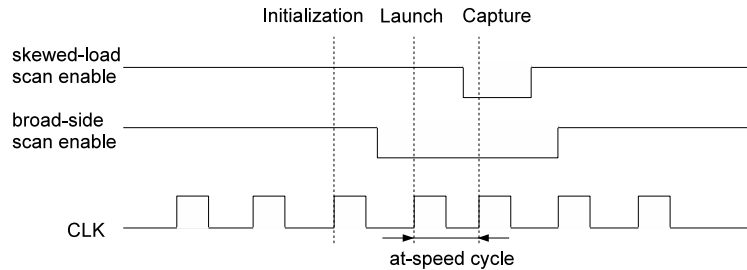 Initialization Launch Capture
skewed-load
scan enable
broad-side
scan enable
CLK
at-speed cycle